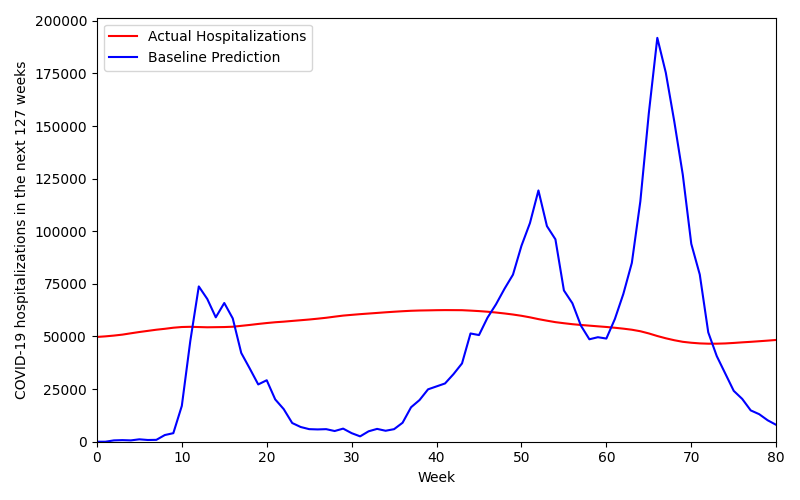 Actual Hospitalizations
Baseline Prediction
COVID-19 hospitalizations in the next 127 weeks
200000
175000
150000
125000
100000
75000
50000
25000
0
0 10 20 30 40 50 60 70 80
Week